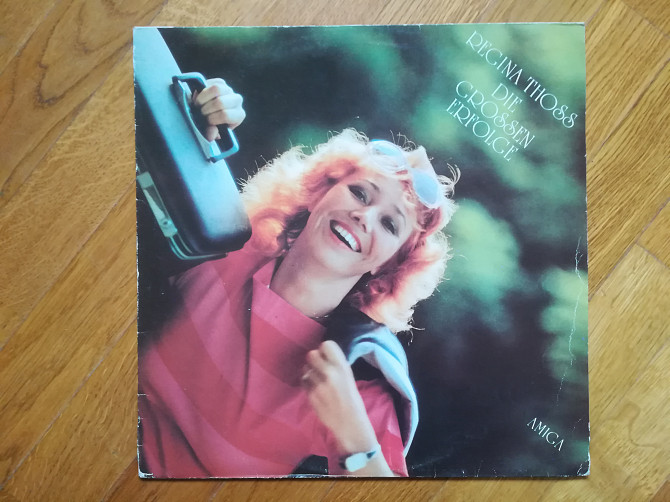 REGINA THOSS
DIE
GROSSEN
ERFOLGE
AMIGA